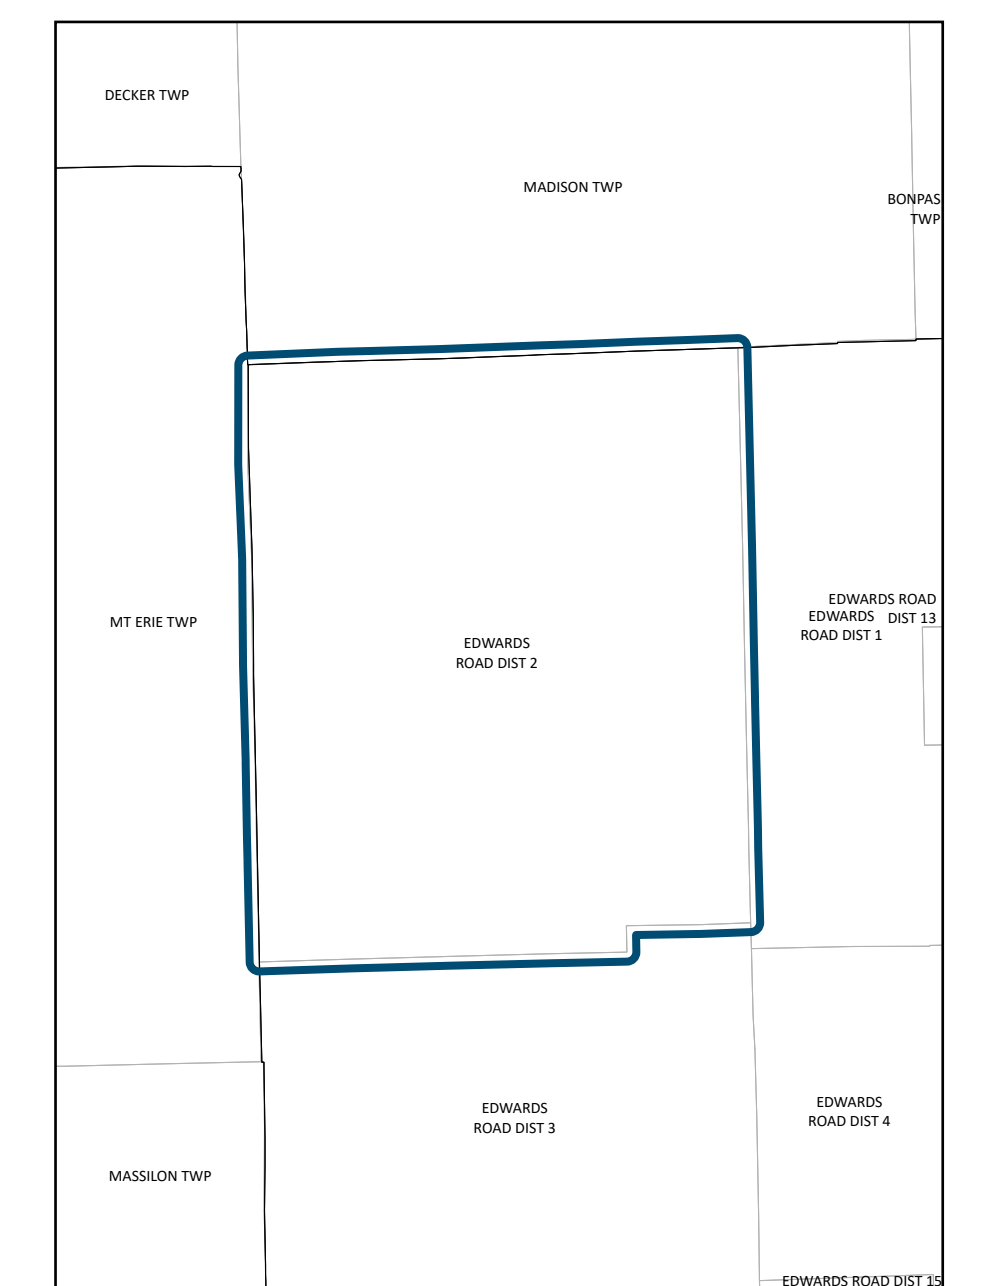 DECKER TWP
MADISON TWP
BONPAS
TWP
EDWARDS ROAD
DIST 13
EDWARDS
ROAD DIST 1
MT ERIE TWP
EDWARDS
ROAD DIST 2
EDWARDS
ROAD DIST 4
EDWARDS
ROAD DIST 3
MASSILON TWP
EDWARDS ROAD DIST 15